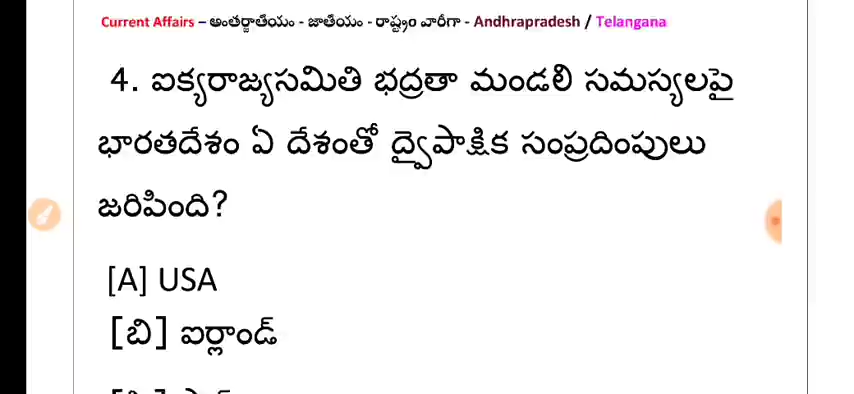 Current Affairs – అంతర్జాతీయం - జాతీయం - రాష్ట్రం వారీగా - Andhrapradesh / Telangana
4. ఐక్యరాజ్యసమితి భద్రతా మండలి సమస్యలపై
భారతదేశం ఏ దేశంతో ద్వైపాక్షిక సంప్రదింపులు
జరిపింది?
[A] USA
[బి] ఐర్లాండ్